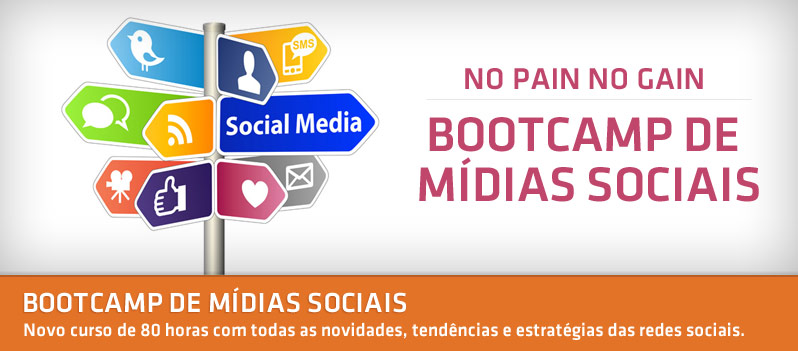 SMS
Social Media
NO PAIN NO GAIN
BOOTCAMP DE
MÍDIAS SOCIAIS
BOOTCAMP DE MÍDIAS SOCIAIS
Novo curso de 80 horas com todas as novidades, tendências e estratégias das redes sociais.